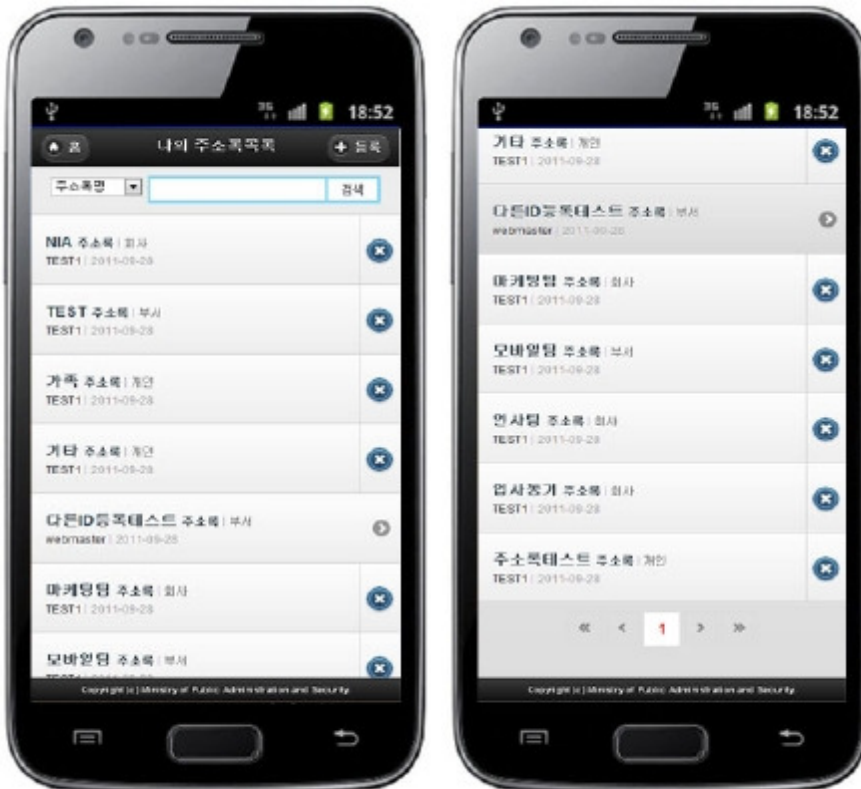 3G
18:52
홈
나의 주소록목록
등록
주소록명
검색
NIA 주소록 | 회사
TEST1 | 2011-09-28
TEST 주소록 | 부서
TEST1 | 2011-09-28
가족 주소록 | 개인
TEST1 | 2011-09-28
기타 주소록 | 개인
TEST1 | 2011-09-28
다른ID등록테스트 주소록 | 부서
webmaster | 2011-09-28
마케팅팀 주소록 | 회사
TEST1 | 2011-09-28
모바일팀 주소록 | 부서
TEST1 | 2011-09-28
Copyright (c) Ministry of Public Administration and Security.
3G
18:52
기타 주소록 | 개인
TEST1 | 2011-09-28
다른ID등록테스트 주소록 | 부서
webmaster | 2011-09-28
마케팅팀 주소록 | 회사
TEST1 | 2011-09-28
모바일팀 주소록 | 부서
TEST1 | 2011-09-28
인사팀 주소록 | 회사
TEST1 | 2011-09-28
입사동기 주소록 | 회사
TEST1 | 2011-09-28
주소록테스트 주소록 | 개인
TEST1 | 2011-09-28
1
Copyright (c) Ministry of Public Administration and Security.